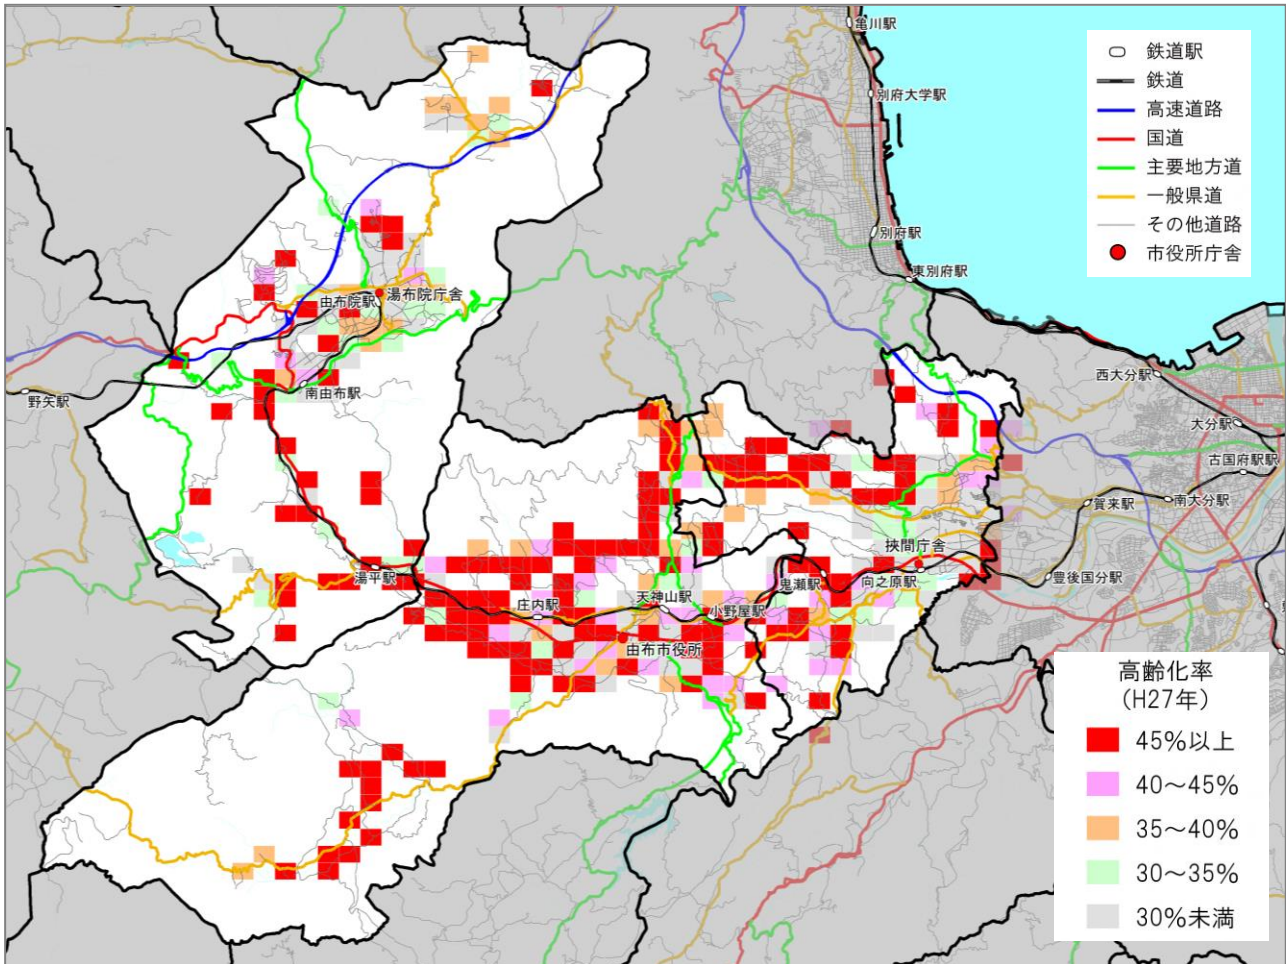 亀川駅
別府大学駅
別府駅
東別府駅
西大分駅
大分駅
古国府駅
南大分駅
賀来駅
豊後国分駅
由布院駅
湯布院庁舎
南由布駅
野矢駅
湯平駅
庄内駅
天神山駅
小野屋駅
鬼瀬駅
向之原駅
挾間庁舎
由布市役所
鉄道駅
鉄道
高速道路
国道
主要地方道
一般県道
その他道路
市役所庁舎
高齢化率
(H27年)
45%以上
40～45%
35～40%
30～35%
30%未満